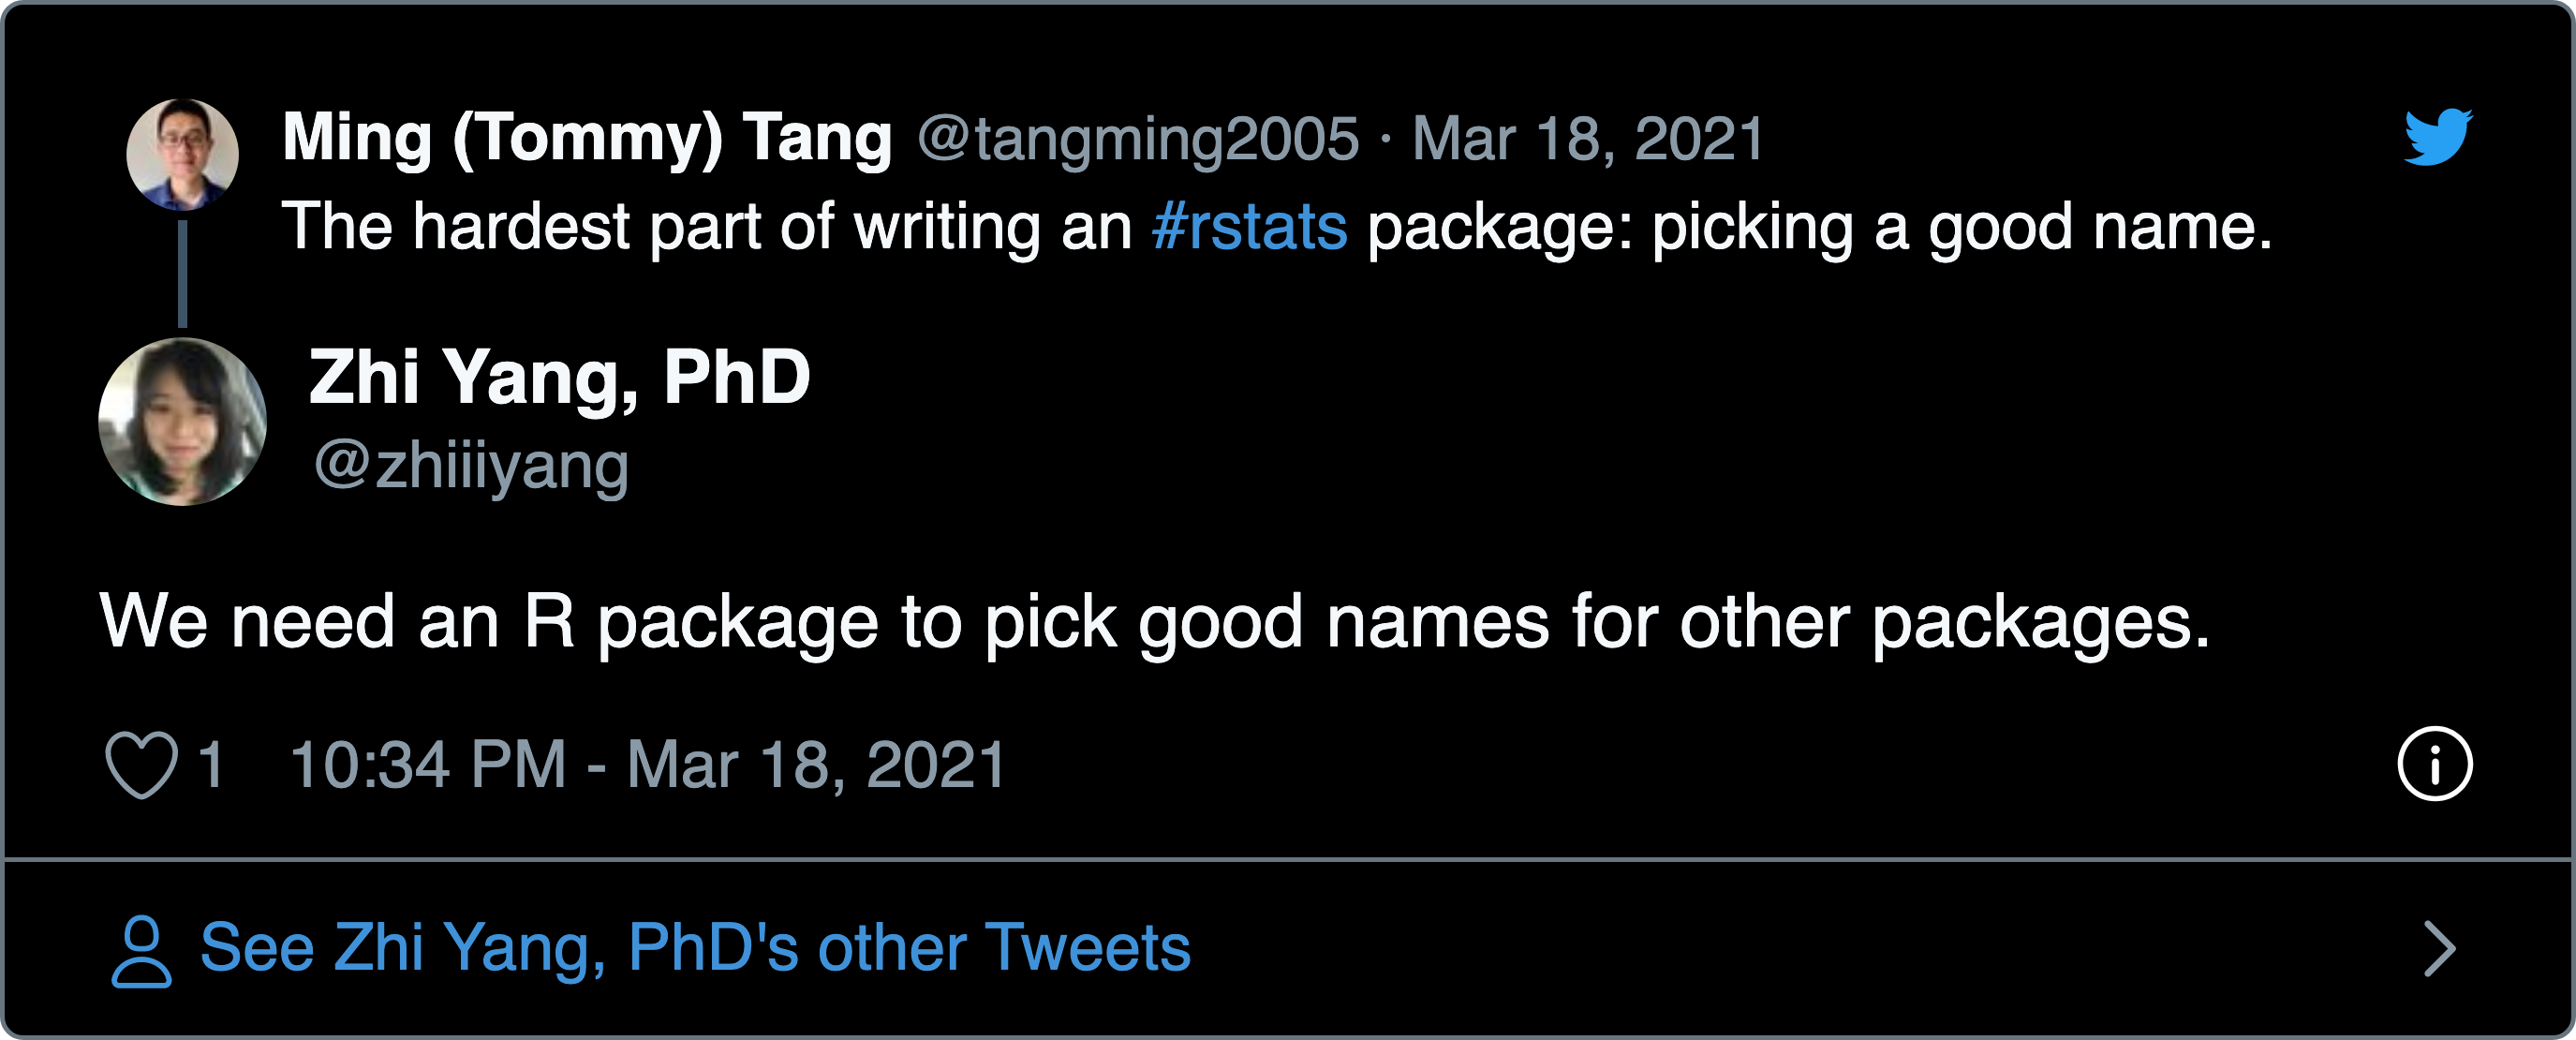 Ming (Tommy) Tang @tangming2005 · Mar 18, 2021
The hardest part of writing an #rstats package: picking a good name.
Zhi Yang, PhD
@zhiiiyang
We need an R package to pick good names for other packages.
1 10:34 PM - Mar 18, 2021
See Zhi Yang, PhD's other Tweets